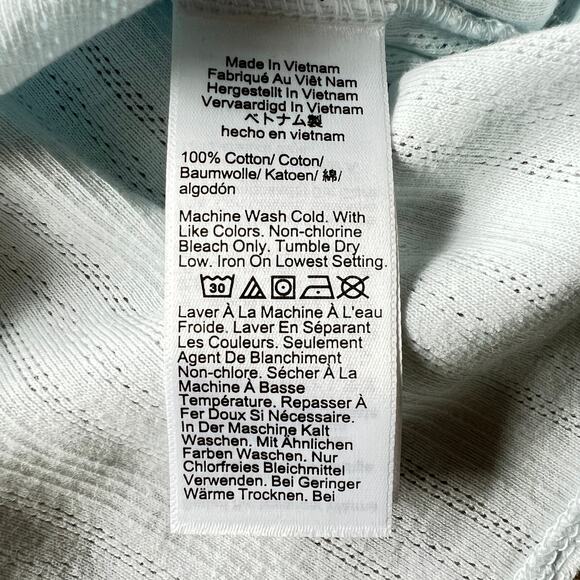 Made In Vietnam
Fabriqué Au Viêt Nam
Hergestellt In Vietnam
Vervaardigd In Vietnam
ベトナム製
hecho en vietnam
100% Cotton/ Coton/
Baumwolle/ Katoen/ 綿/
algodón
Machine Wash Cold. With
Like Colors. Non-chlorine
Bleach Only. Tumble Dry
Low. Iron On Lowest Setting.
30
Laver À La Machine À L'eau
Froide. Laver En Séparant
Les Couleurs. Seulement
Agent De Blanchiment
Non-chlore. Sécher À La
Machine À Basse
Température. Repasser À
Fer Doux Si Nécessaire.
In Der Maschine Kalt
Waschen. Mit Ähnlichen
Farben Waschen. Nur
Chlorfreies Bleichmittel
Verwenden. Bei Geringer
Wärme Trocknen. Bei